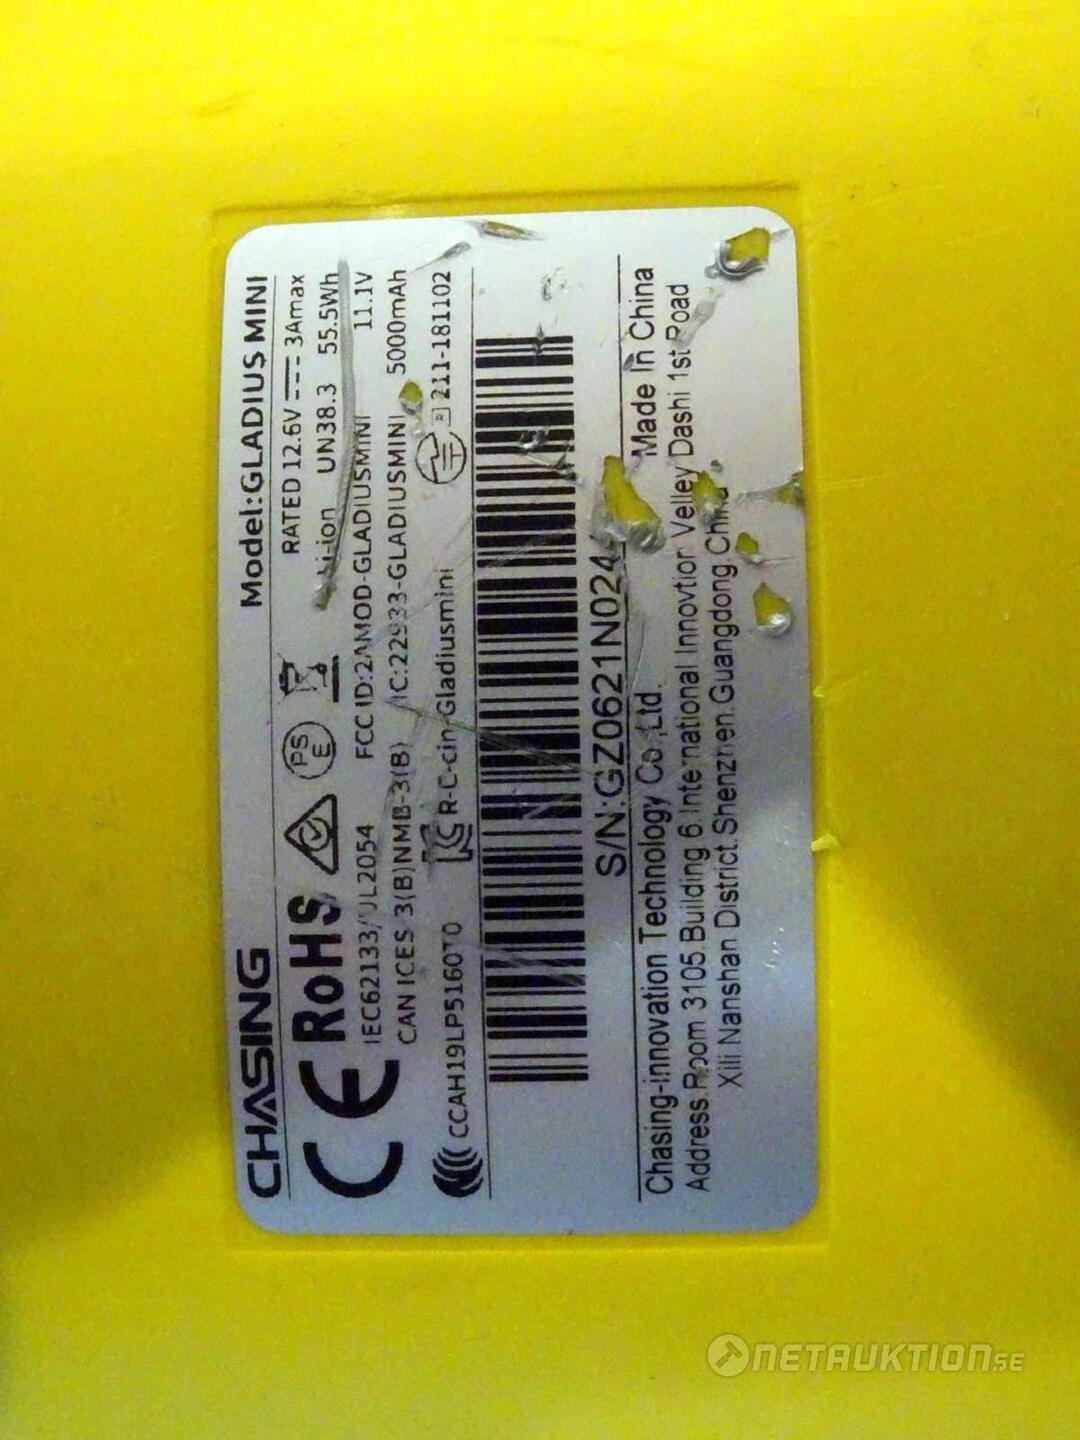 CHASING Model:GLADIUS MINI
CE RoHS PS E RATED 12.6V 3Amax
Li-ion UN38.3 55.5Wh
IEC62133/UL2054 FCC ID:2AMOD-GLADIUSMINI 11.1V
CAN ICES 3(B)NMB-3(B) IC:22933-GLADIUSMINI 5000mAh
CCAH19LP5160T0 R-C-cin-Gladiusmini R 211-181102
S/N:GZ0621N024
Chasing-innovation Technology Co.,Ltd. Made In China
Address.Room 3105.Building 6.International Innovtior Velley Dashi 1st Road
Xili Nanshan District.Shenzhen.Guangdong.China
NETAUKTION.SE